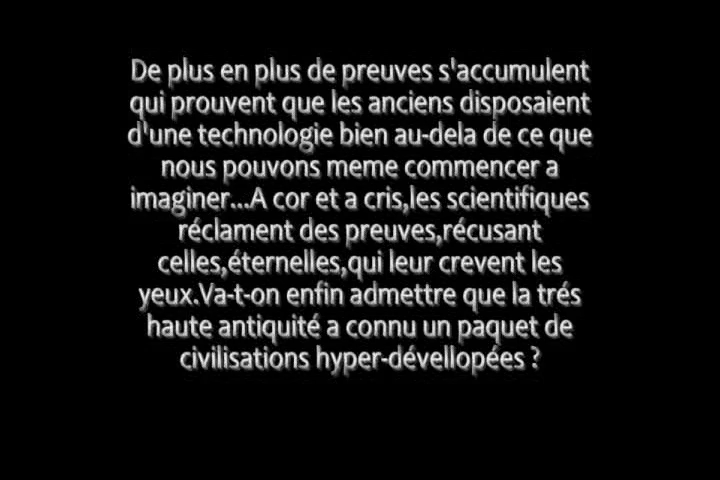 De plus en plus de preuves s'accumulent
qui prouvent que les anciens disposaient
d'une technologie bien au-dela de ce que
nous pouvons meme commencer a
imaginer...A cor et a cris,les scientifiques
réclament des preuves,récusant
celles,éternelles,qui leur crevent les
yeux.Va-t-on enfin admettre que la trés
haute antiquité a connu un paquet de
civilisations hyper-dévellopées ?